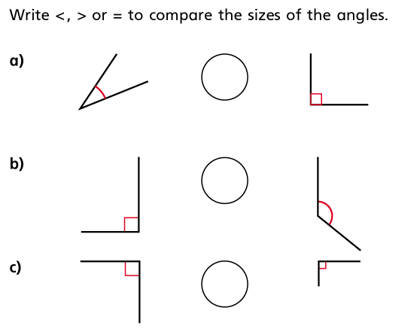 Write <, > or = to compare the sizes of the angles.
a)
b)
c)